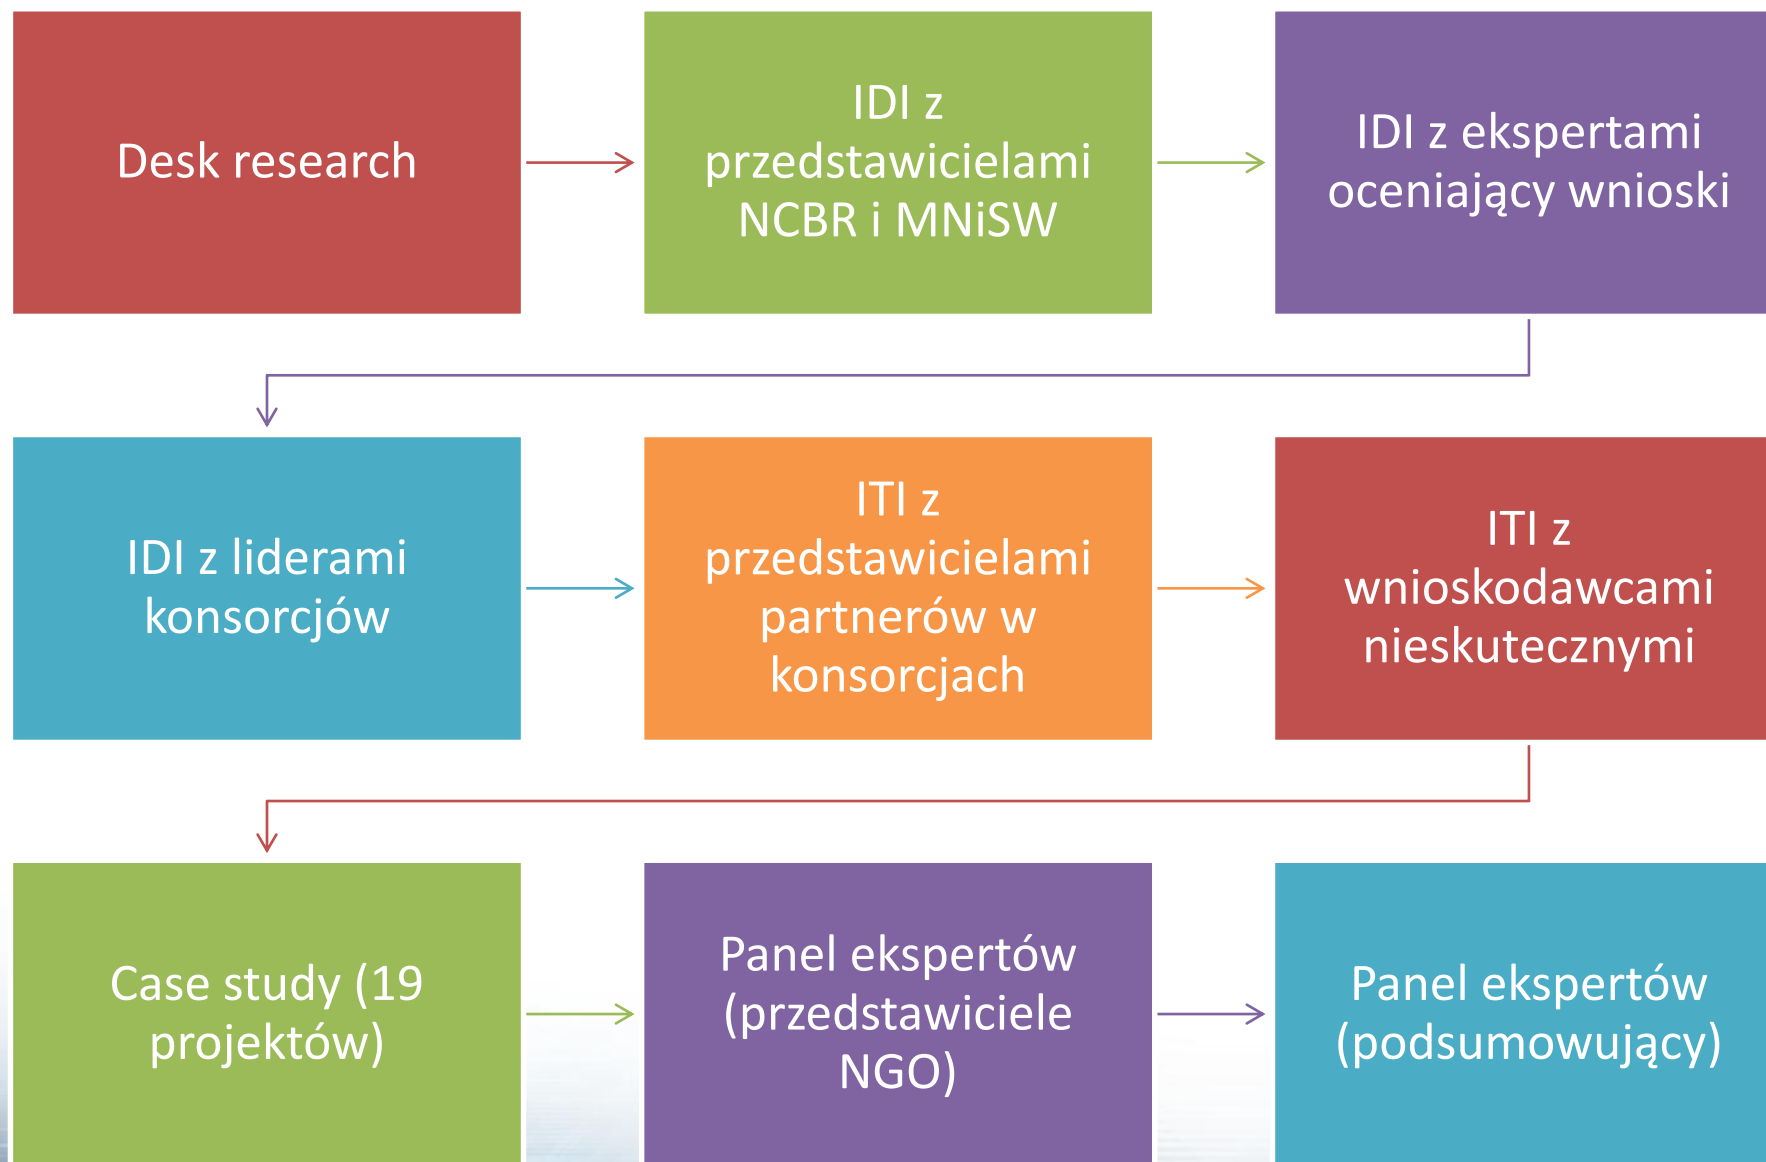 Desk research
IDI z
przedstawicielami
NCBR i MNiSW
IDI z ekspertami
oceniający wnioski
IDI z liderami
konsorcjów
ITI z
przedstawicielami
partnerów w
konsorcjach
ITI z
wnioskodawcami
nieskutecznymi
Case study (19
projektów)
Panel ekspertów
(przedstawiciele
NGO)
Panel ekspertów
(podsumowujący)